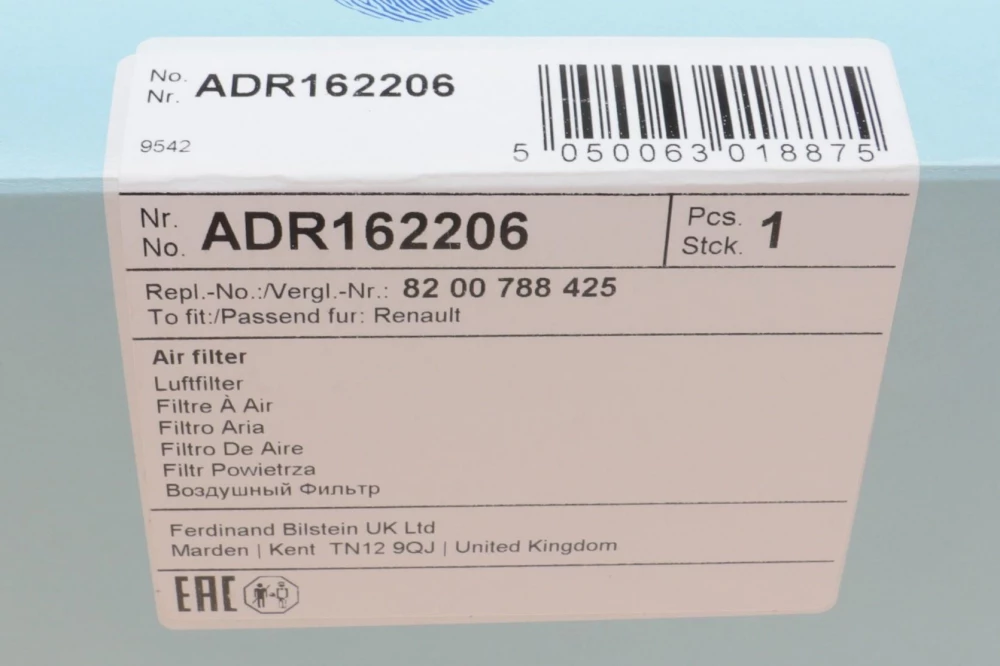 No.
Nr. ADR162206
9542
5 050063 018875
Nr.
No. ADR162206
Pcs.
Stck. 1
Repl.-No.:/Vergl.-Nr.: 82 00 788 425
To fit:/Passend fur: Renault
Air filter
Luftfilter
Filtre À Air
Filtro Aria
Filtro De Aire
Filtr Powietrza
Воздушный Фильтр
Ferdinand Bilstein UK Ltd
Marden | Kent TN12 9QJ | United Kingdom
EAC